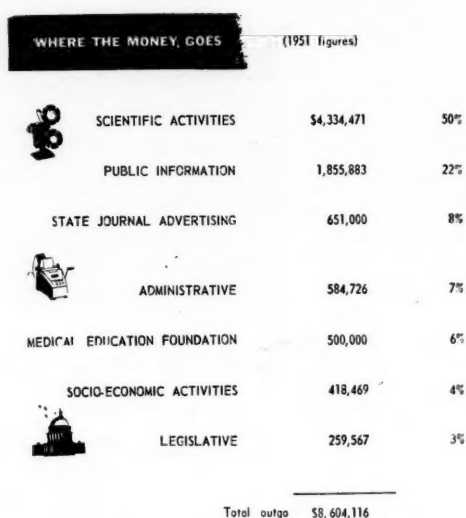 WHERE THE MONEY GOES (1951 figures)
SCIENTIFIC ACTIVITIES $4,334,471 50%
PUBLIC INFORMATION 1,855,883 22%
STATE JOURNAL ADVERTISING 651,000 8%
ADMINISTRATIVE 584,726 7%
MEDICAL EDUCATION FOUNDATION 500,000 6%
SOCIO-ECONOMIC ACTIVITIES 418,469 4%
LEGISLATIVE 259,567 3%
Total outgo $8,604,116